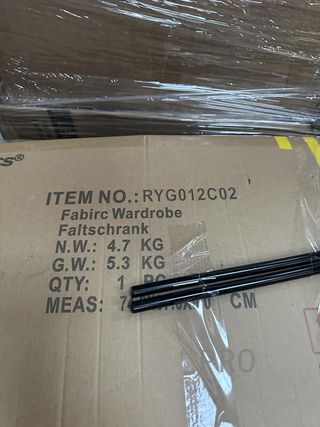 ITEM NO.: RYG012C02
Fabirc Wardrobe
Faltschrank
N.W.: 4.7 KG
G.W.: 5.3 KG
QTY: 1
MEAS: CM